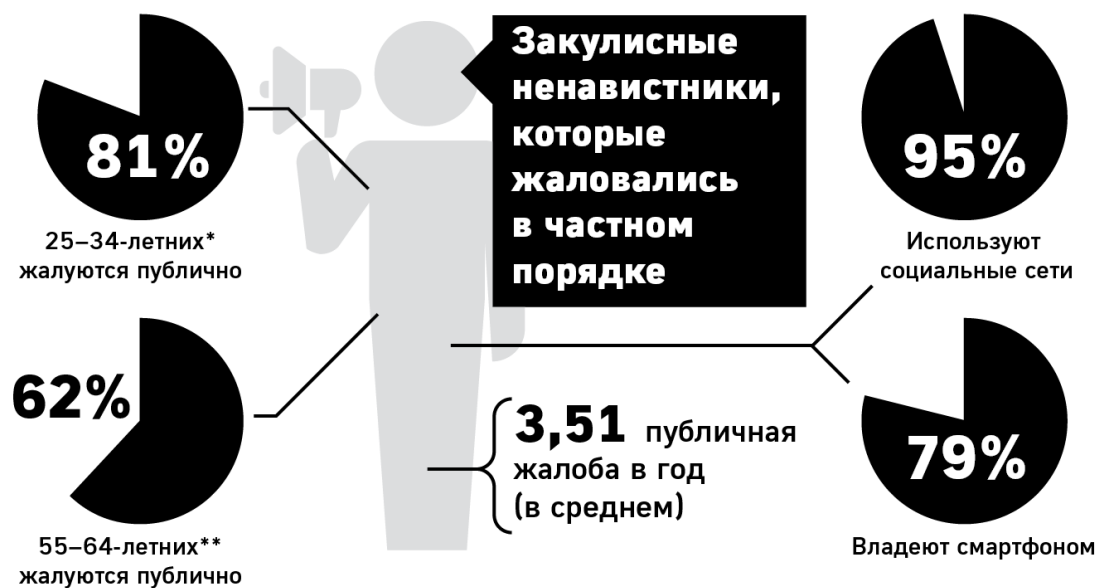 Закулисные
ненавистники,
которые
жаловались
в частном
порядке
81%
25–34-летних*
жалуются публично
62%
55–64-летних**
жалуются публично
3,51 публичная
жалоба в год
(в среднем)
95%
Используют
социальные сети
79%
Владеют смартфоном